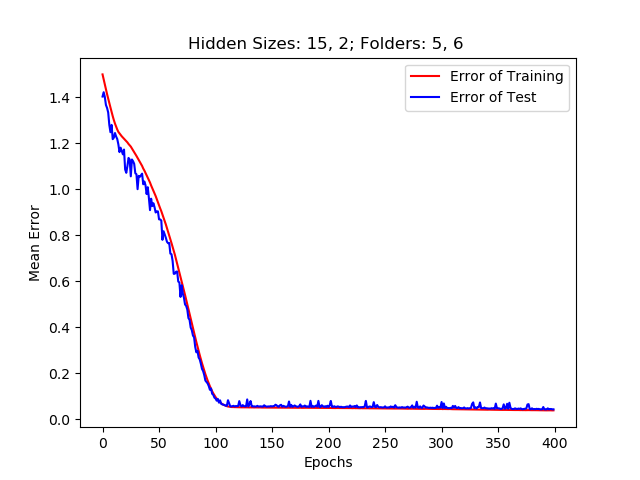 Hidden Sizes: 15, 2; Folders: 5, 6
Error of Training
Error of Test
Mean Error
1.4
1.2
1.0
0.8
0.6
0.4
0.2
0.0
0 50 100 150 200 250 300 350 400
Epochs